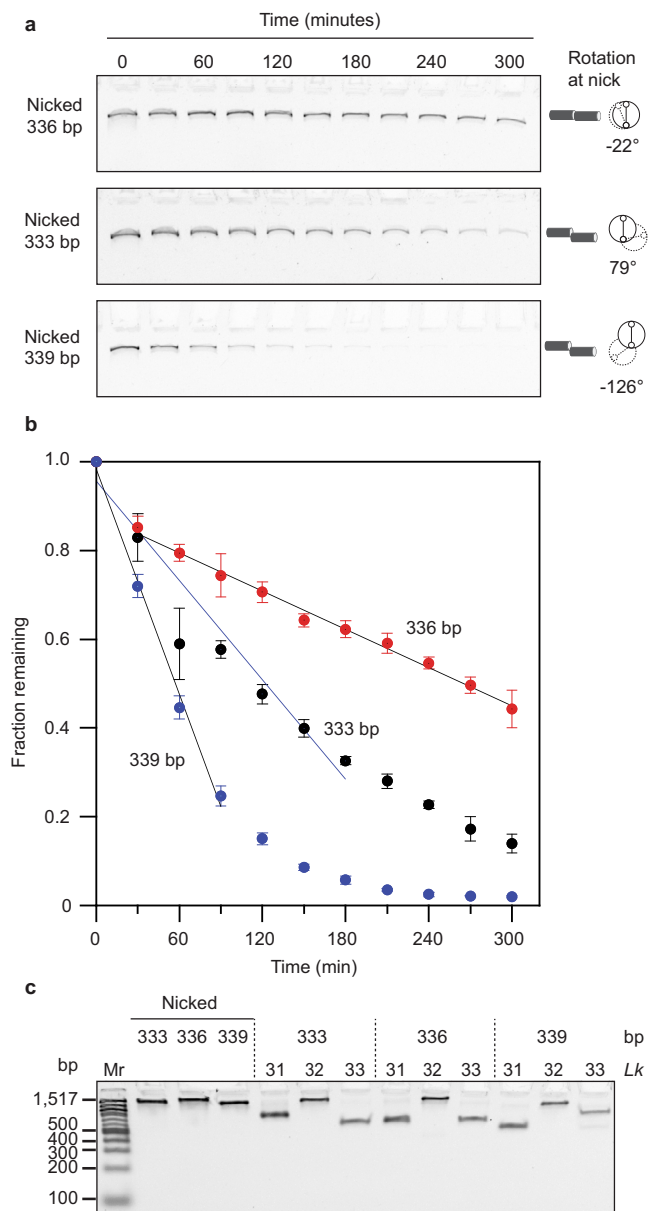 a
Time (minutes)
0 60 120 180 240 300
Rotation
at nick
Nicked
336 bp
-22°
Nicked
333 bp
79°
Nicked
339 bp
-126°
b
1.0
0.8
0.6
0.4
0.2
0
Fraction remaining
336 bp
333 bp
339 bp
0 60 120 180 240 300
Time (min)
c
Nicked
333 336 339 333 336 339 bp
bp Mr 31 32 33 31 32 33 31 32 33 Lk
1,517
500
400
300
200
100